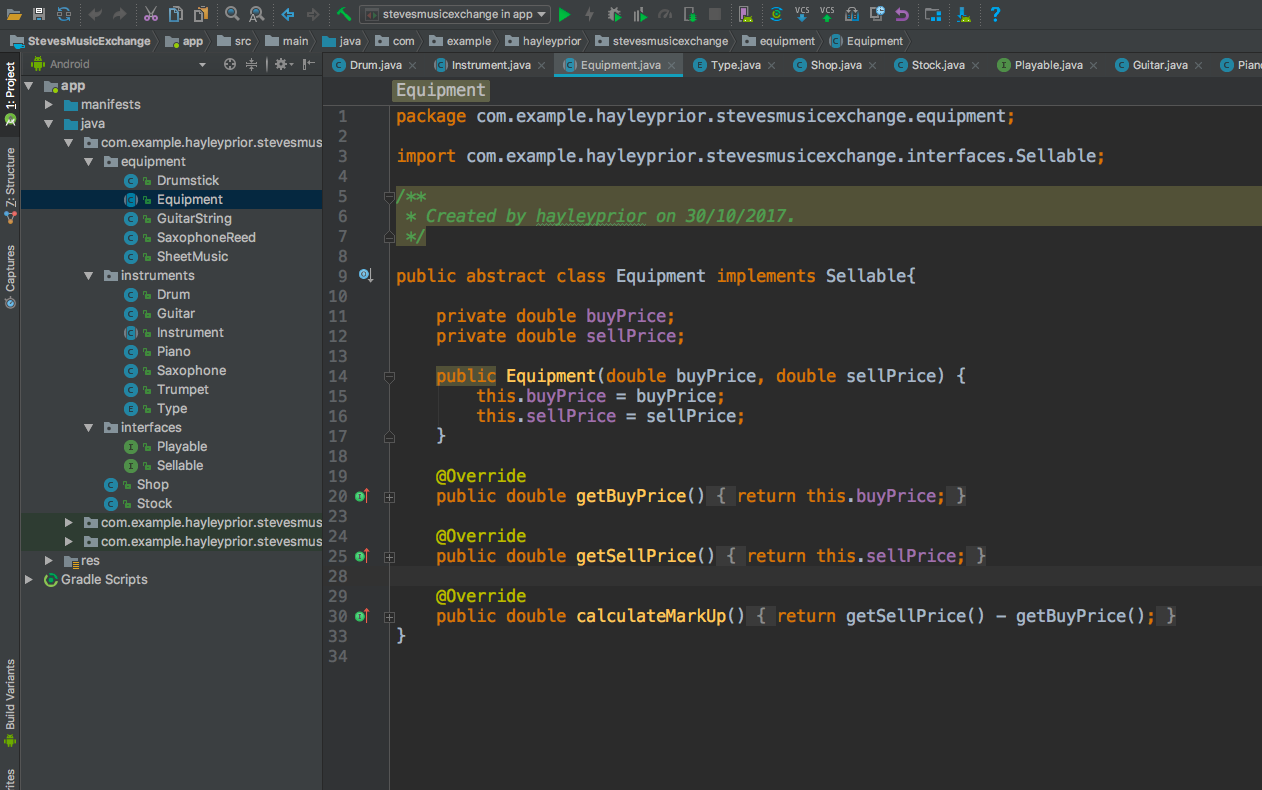 stevesmusicexchange in app
VCS VCS
StevesMusicExchange app src main java com example hayleyprior stevesmusicexchange equipment Equipment
Android
Drum.java Instrument.java Equipment.java Type.java Shop.java Stock.java Playable.java Guitar.java Pian
1: Project
Z: Structure
Captures
Build Variants
rites
app
manifests
java
com.example.hayleyprior.stevesmus
equipment
Drumstick
Equipment
GuitarString
SaxophoneReed
SheetMusic
instruments
Drum
Guitar
Instrument
Piano
Saxophone
Trumpet
Type
interfaces
Playable
Sellable
Shop
Stock
com.example.hayleyprior.stevesmus
com.example.hayleyprior.stevesmus
res
Gradle Scripts
Equipment
1 package com.example.hayleyprior.stevesmusicexchange.equipment;
2
3 import com.example.hayleyprior.stevesmusicexchange.interfaces.Sellable;
4
5 /**
6 * Created by hayleyprior on 30/10/2017.
7 */
8
9 public abstract class Equipment implements Sellable{
10
11 private double buyPrice;
12 private double sellPrice;
13
14 public Equipment(double buyPrice, double sellPrice) {
15 this.buyPrice = buyPrice;
16 this.sellPrice = sellPrice;
17 }
18
19 @Override
20 public double getBuyPrice() { return this.buyPrice; }
23
24 @Override
25 public double getSellPrice() { return this.sellPrice; }
28
29 @Override
30 public double calculateMarkUp() { return getSellPrice() - getBuyPrice(); }
33 }
34